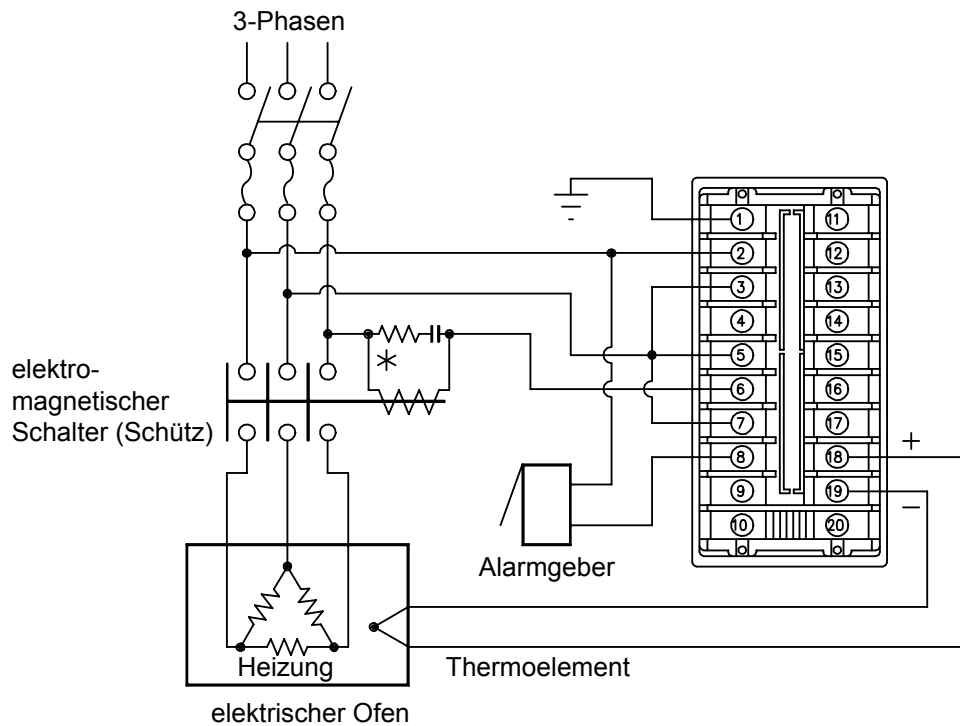 3-Phasen
1
11
2
12
3
13
4
14
5
15
elektro-
magnetischer
Schalter (Schütz)
6
16
7
17
8
18
+
9
19
−
10
20
Alarmgeber
Heizung
Thermoelement
elektrischer Ofen